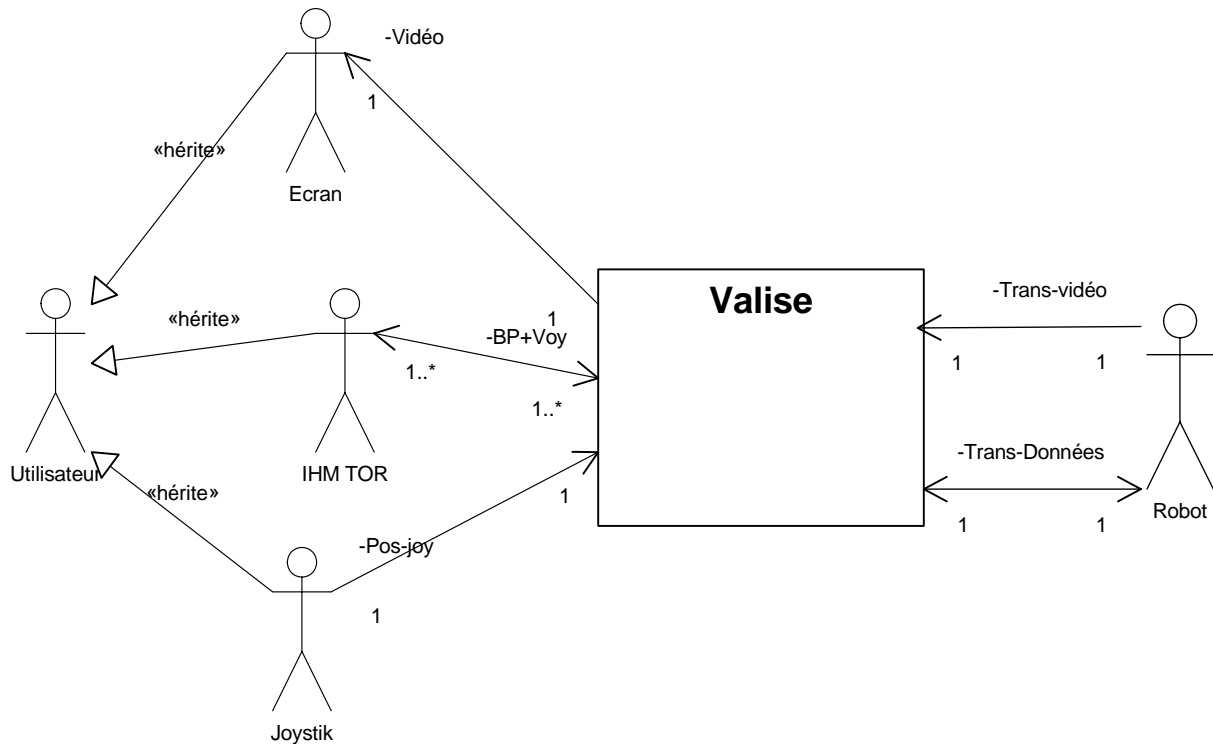 -Vidéo
1
«hérite»
Ecran
Valise
-Trans-vidéo
1
«hérite»
-BP+Voy
1..*
1
1
1..*
Utilisateur
IHM TOR
-Trans-Données
«hérite»
1
1
1
Robot
-Pos-joy
1
Joystik